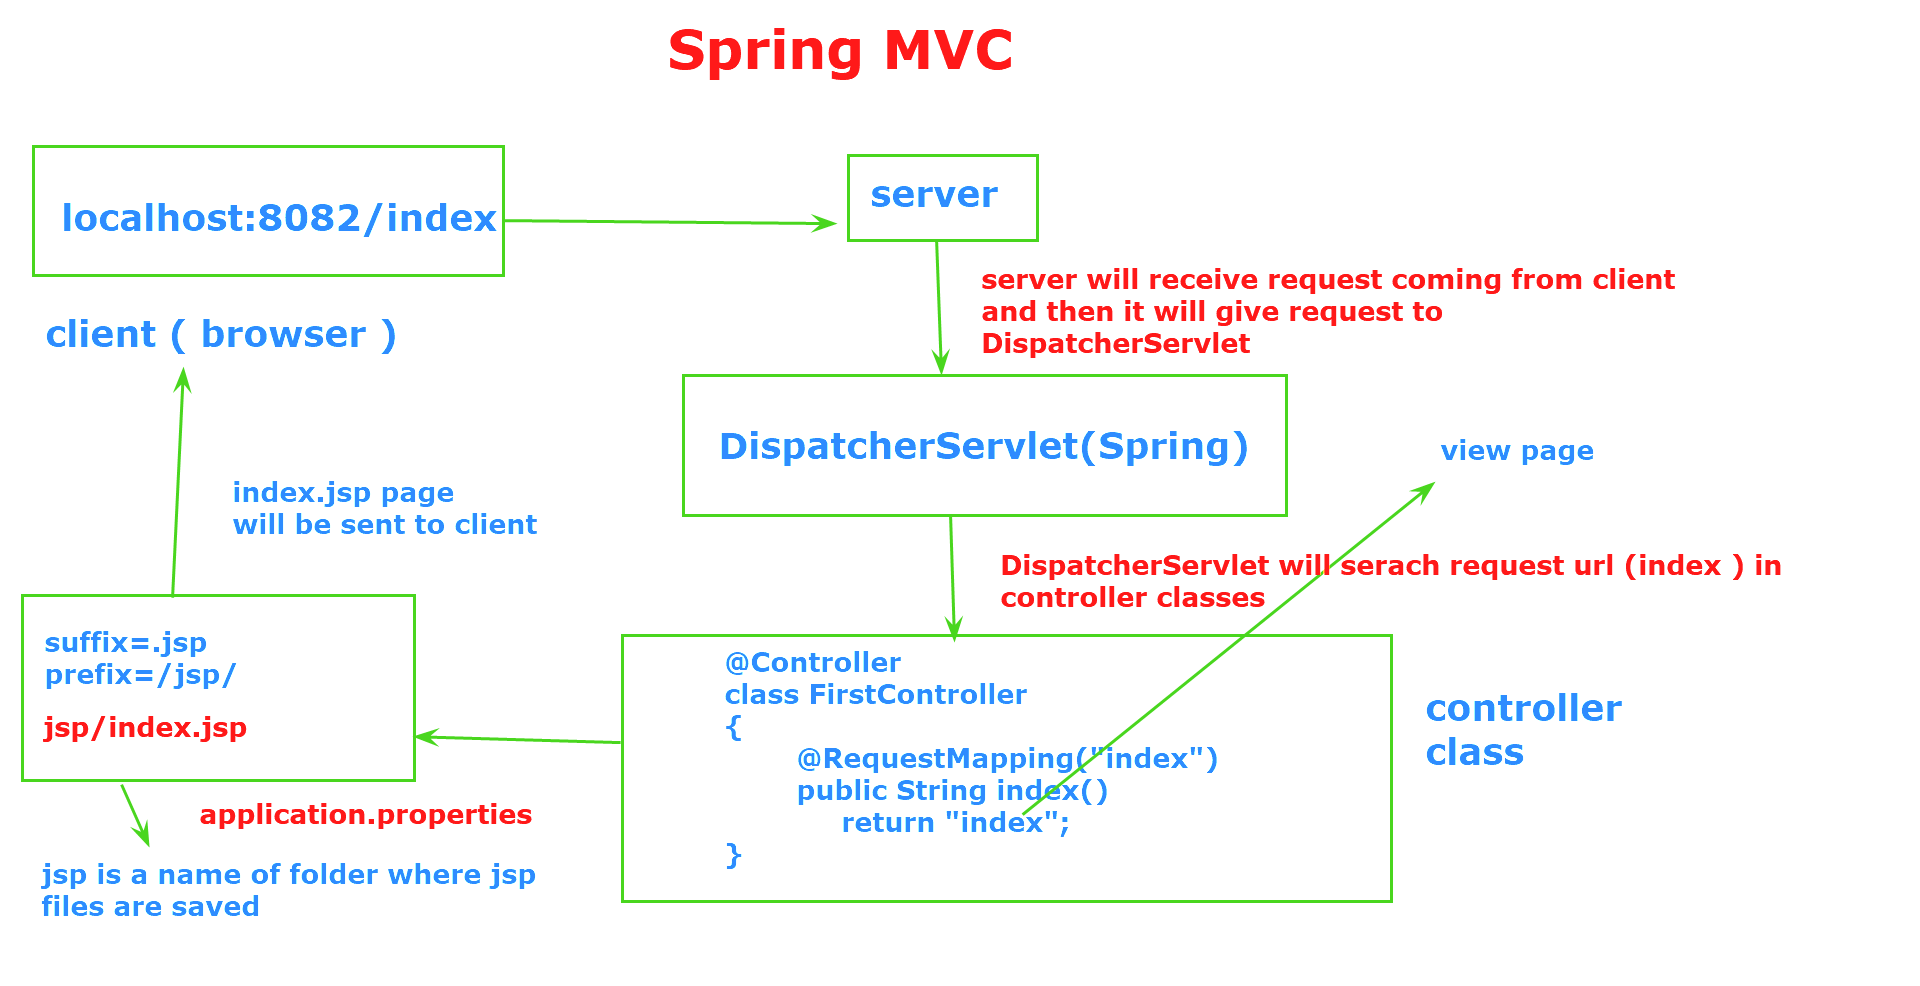 Spring MVC
localhost:8082/index
server
client ( browser )
server will receive request coming from client
and then it will give request to
DispatcherServlet
DispatcherServlet(Spring)
view page
index.jsp page
will be sent to client
DispatcherServlet will serach request url (index ) in
controller classes
suffix=.jsp
prefix=/jsp/
jsp/index.jsp
@Controller
class FirstController
{
@RequestMapping("index")
public String index()
return "index";
}
controller
class
application.properties
jsp is a name of folder where jsp
files are saved